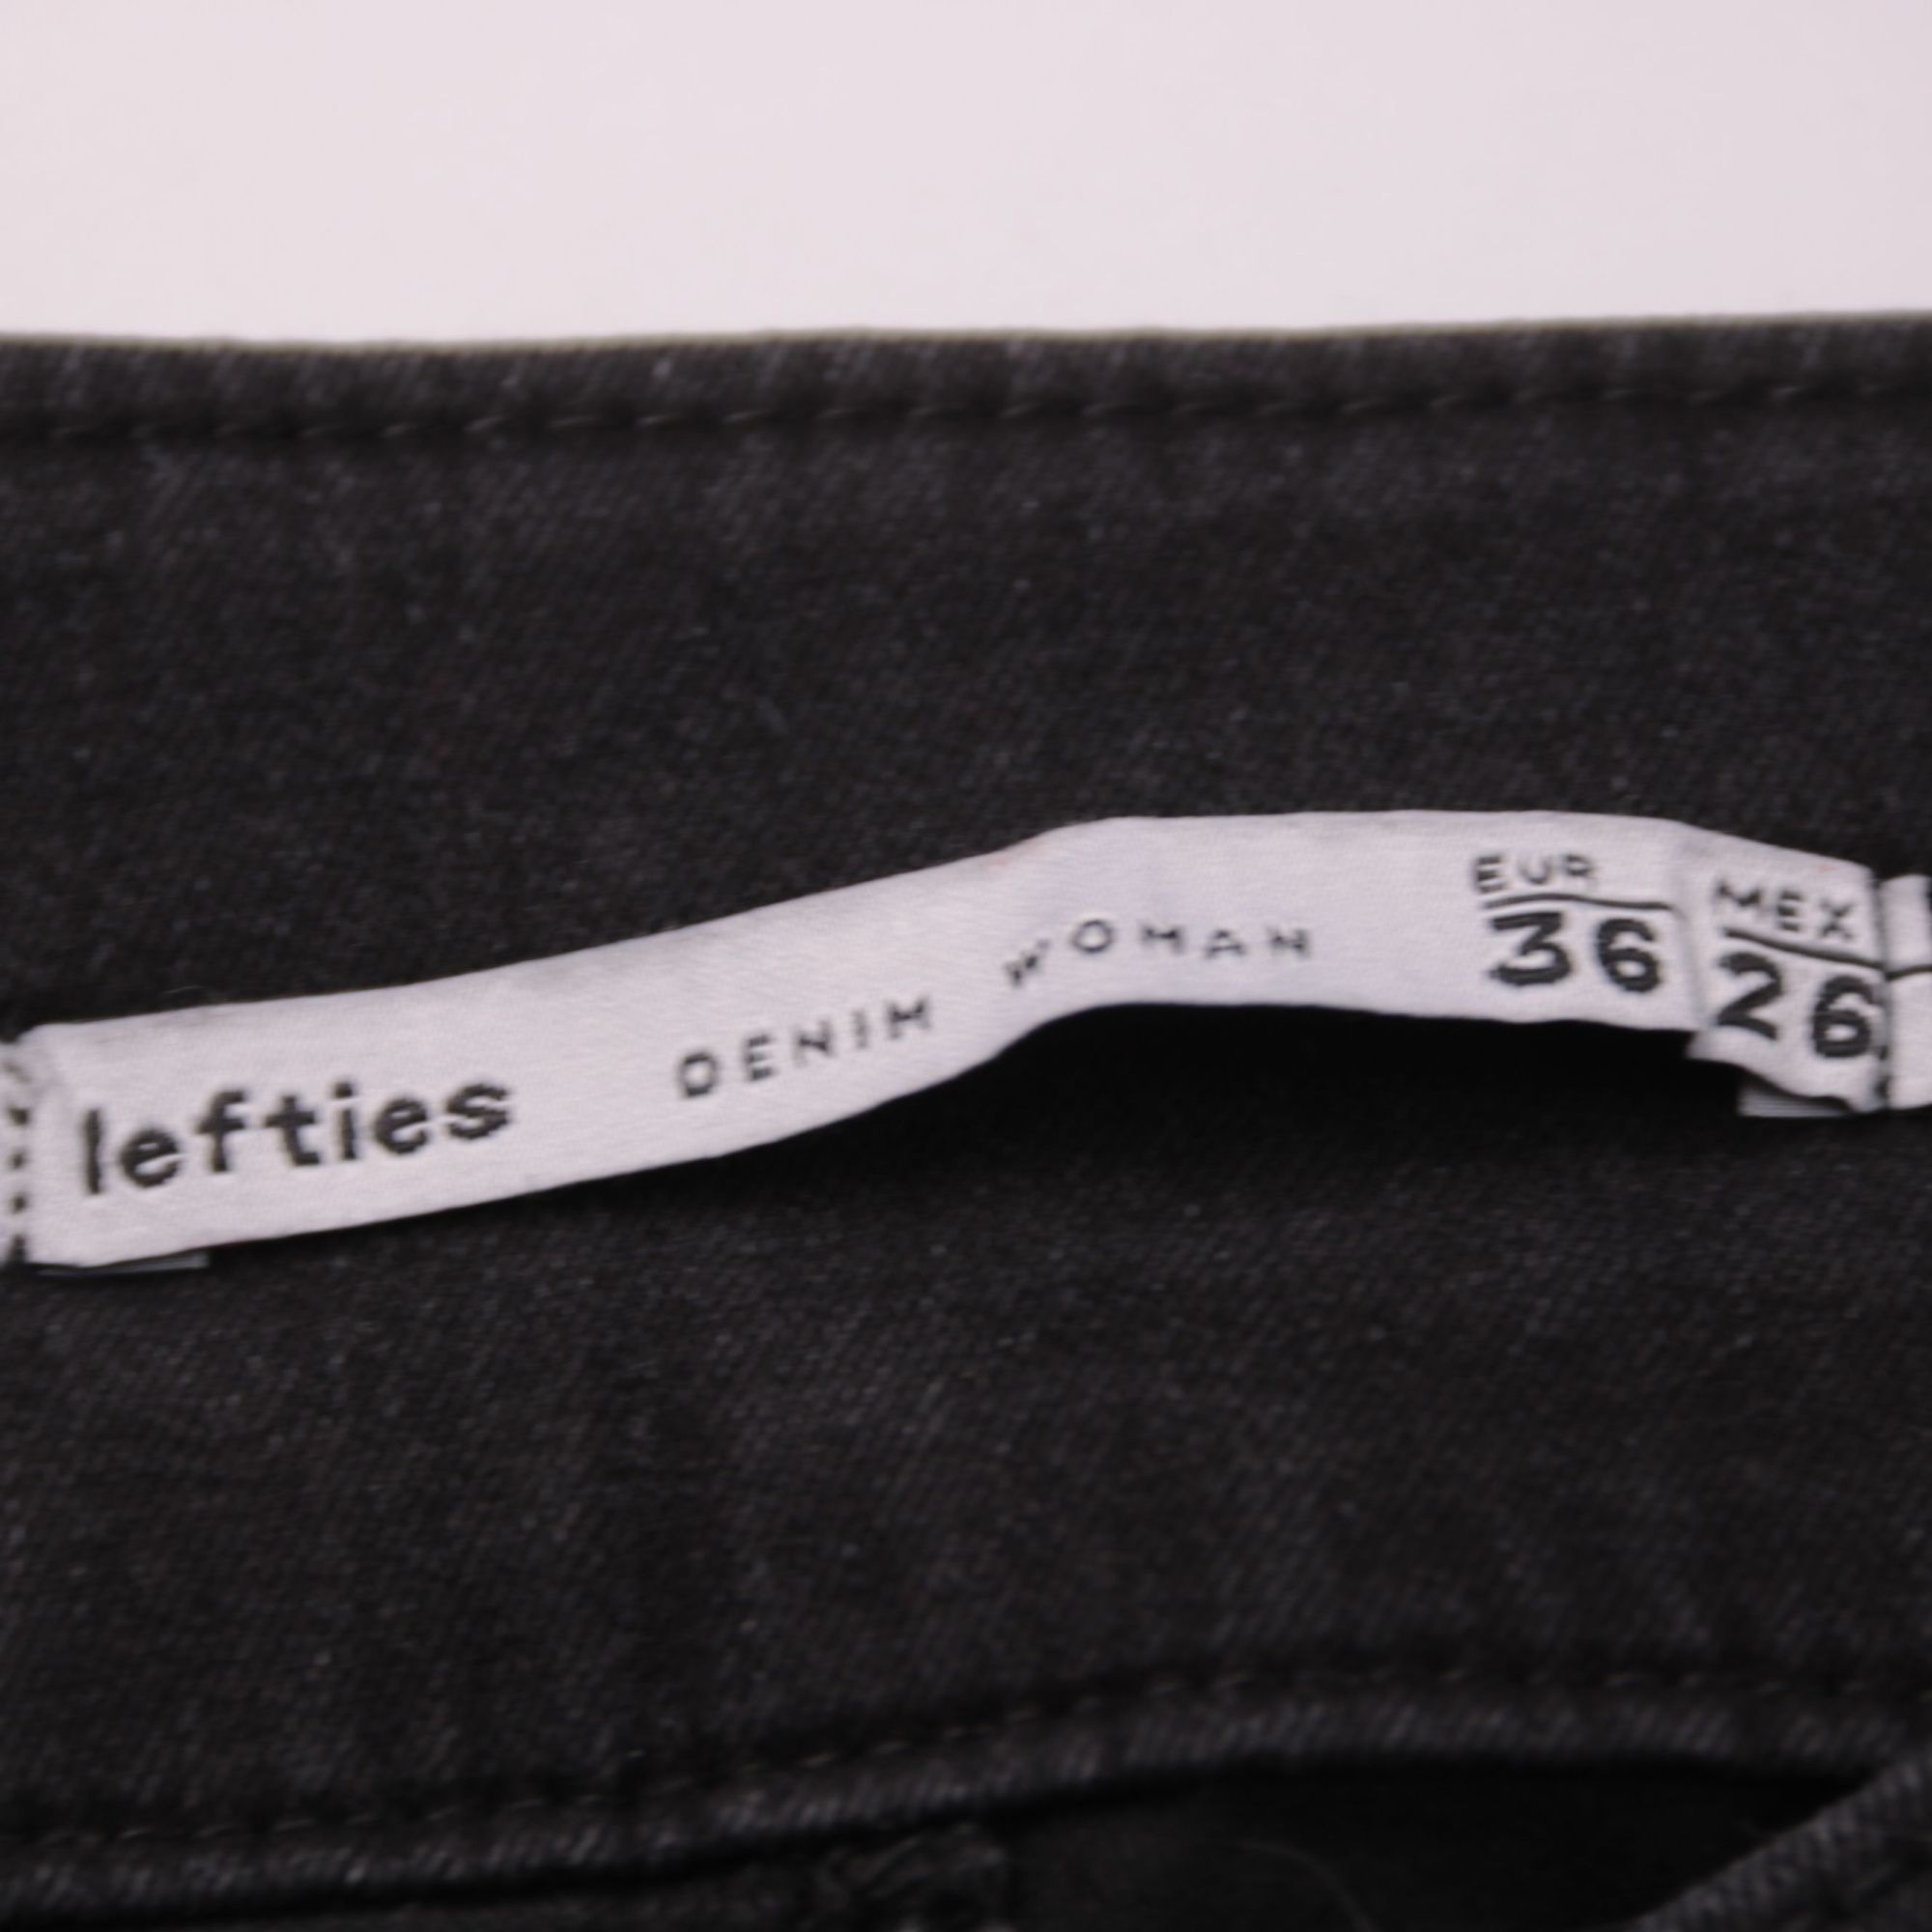 lefties DENIM WOMAN
EUR MEX
36 26